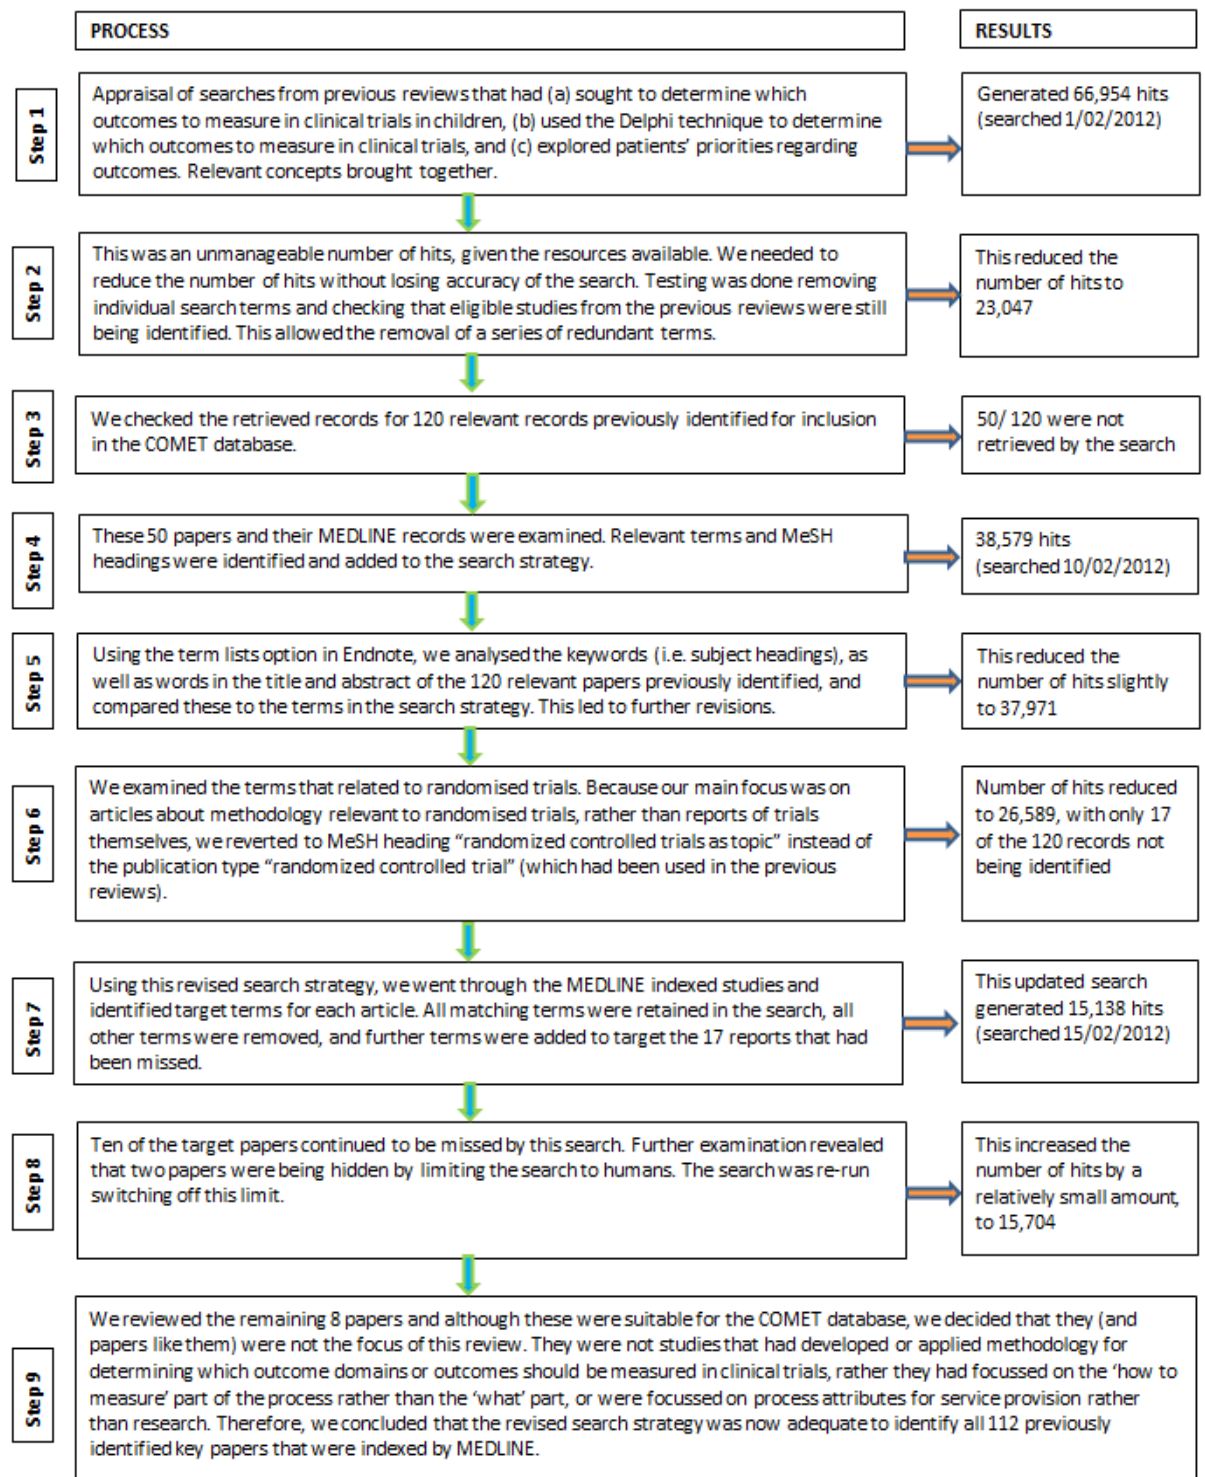 PROCESS
RESULTS
Step 1
Appraisal of searches from previous reviews that had (a) sought to determine which
outcomes to measure in clinical trials in children, (b) used the Delphi technique to determine
which outcomes to measure in clinical trials, and (c) explored patients' priorities regarding
outcomes. Relevant concepts brought together.
Generated 66,954 hits
(searched 1/02/2012)
Step 2
This was an unmanageable number of hits, given the resources available. We needed to
reduce the number of hits without losing accuracy of the search. Testing was done removing
individual search terms and checking that eligible studies from the previous reviews were still
being identified. This allowed the removal of a series of redundant terms.
This reduced the
number of hits to
23,047
Step 3
We checked the retrieved records for 120 relevant records previously identified for inclusion
in the COMET database.
50/ 120 were not
retrieved by the search
Step 4
These 50 papers and their MEDLINE records were examined. Relevant terms and MeSH
headings were identified and added to the search strategy.
38,579 hits
(searched 10/02/2012)
Step 5
Using the term lists option in Endnote, we analysed the keywords (i.e. subject headings), as
well as words in the title and abstract of the 120 relevant papers previously identified, and
compared these to the terms in the search strategy. This led to further revisions.
This reduced the
number of hits slightly
to 37,971
Step 6
We examined the terms that related to randomised trials. Because our main focus was on
articles about methodology relevant to randomised trials, rather than reports of trials
themselves, we reverted to MeSH heading “randomized controlled trials as topic” instead of
the publication type “randomized controlled trial” (which had been used in the previous
reviews).
Number of hits reduced
to 26,589, with only 17
of the 120 records not
being identified
Step 7
Using this revised search strategy, we went through the MEDLINE indexed studies and
identified target terms for each article. All matching terms were retained in the search, all
other terms were removed, and further terms were added to target the 17 reports that had
been missed.
This updated search
generated 15,138 hits
(searched 15/02/2012)
Step 8
Ten of the target papers continued to be missed by this search. Further examination revealed
that two papers were being hidden by limiting the search to humans. The search was re-run
switching off this limit.
This increased the
number of hits by a
relatively small amount,
to 15,704
Step 9
We reviewed the remaining 8 papers and although these were suitable for the COMET database, we decided that they (and
papers like them) were not the focus of this review. They were not studies that had developed or applied methodology for
determining which outcome domains or outcomes should be measured in clinical trials, rather they had focussed on the ‘how to
measure’ part of the process rather than the ‘what’ part, or were focussed on process attributes for service provision rather
than research. Therefore, we concluded that the revised search strategy was now adequate to identify all 112 previously
identified key papers that were indexed by MEDLINE.